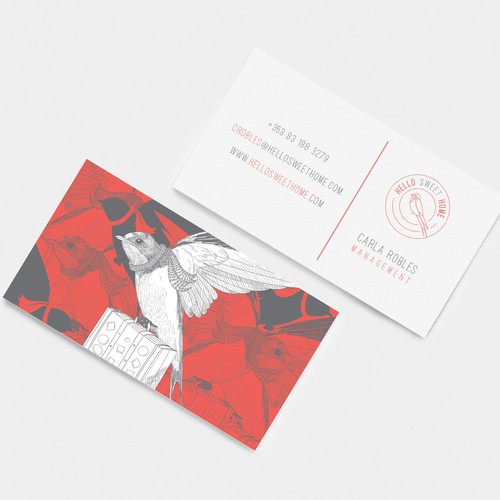 +353 83 188 3279
CROBLES@HELLOSWEETHOME.COM
WWW.HELLOSWEETHOME.COM
HELLO SWEET HOME
CARLA ROBLES
MANAGEMENT